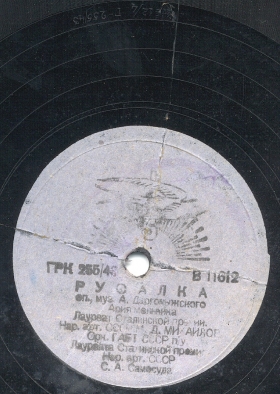 ГРК 255/48
В 11612
РУСАЛКА
оп., муз. А. Даргомыжского
Ария мельника
Лауреат Сталинской премии,
Нар. арт. СССР М. Д. МИХАЙЛОВ
Орк. ГАБТ СССР п/у
Лауреата Сталинской премии
Нар. арт. СССР
С. А. Самосуда